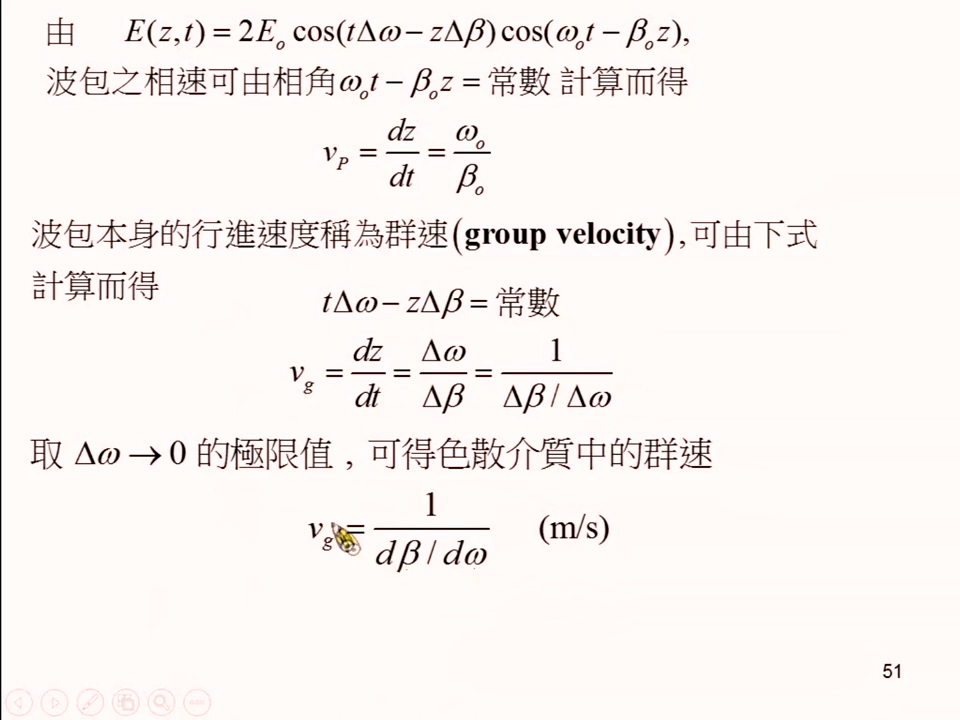 由 E(z,t) = 2E_o cos(tΔω − zΔβ)cos(ω_o t − β_o z),
波包之相速可由相角ω_o t − β_o z = 常數 計算而得
v_P = dz/dt = ω_o/β_o
波包本身的行進速度稱為群速(group velocity),可由下式
計算而得
tΔω − zΔβ = 常數
v_g = dz/dt = Δω/Δβ = 1/(Δβ / Δω)
取 Δω → 0 的極限值，可得色散介質中的群速
v_g = 1/(dβ / dω) (m/s)
51